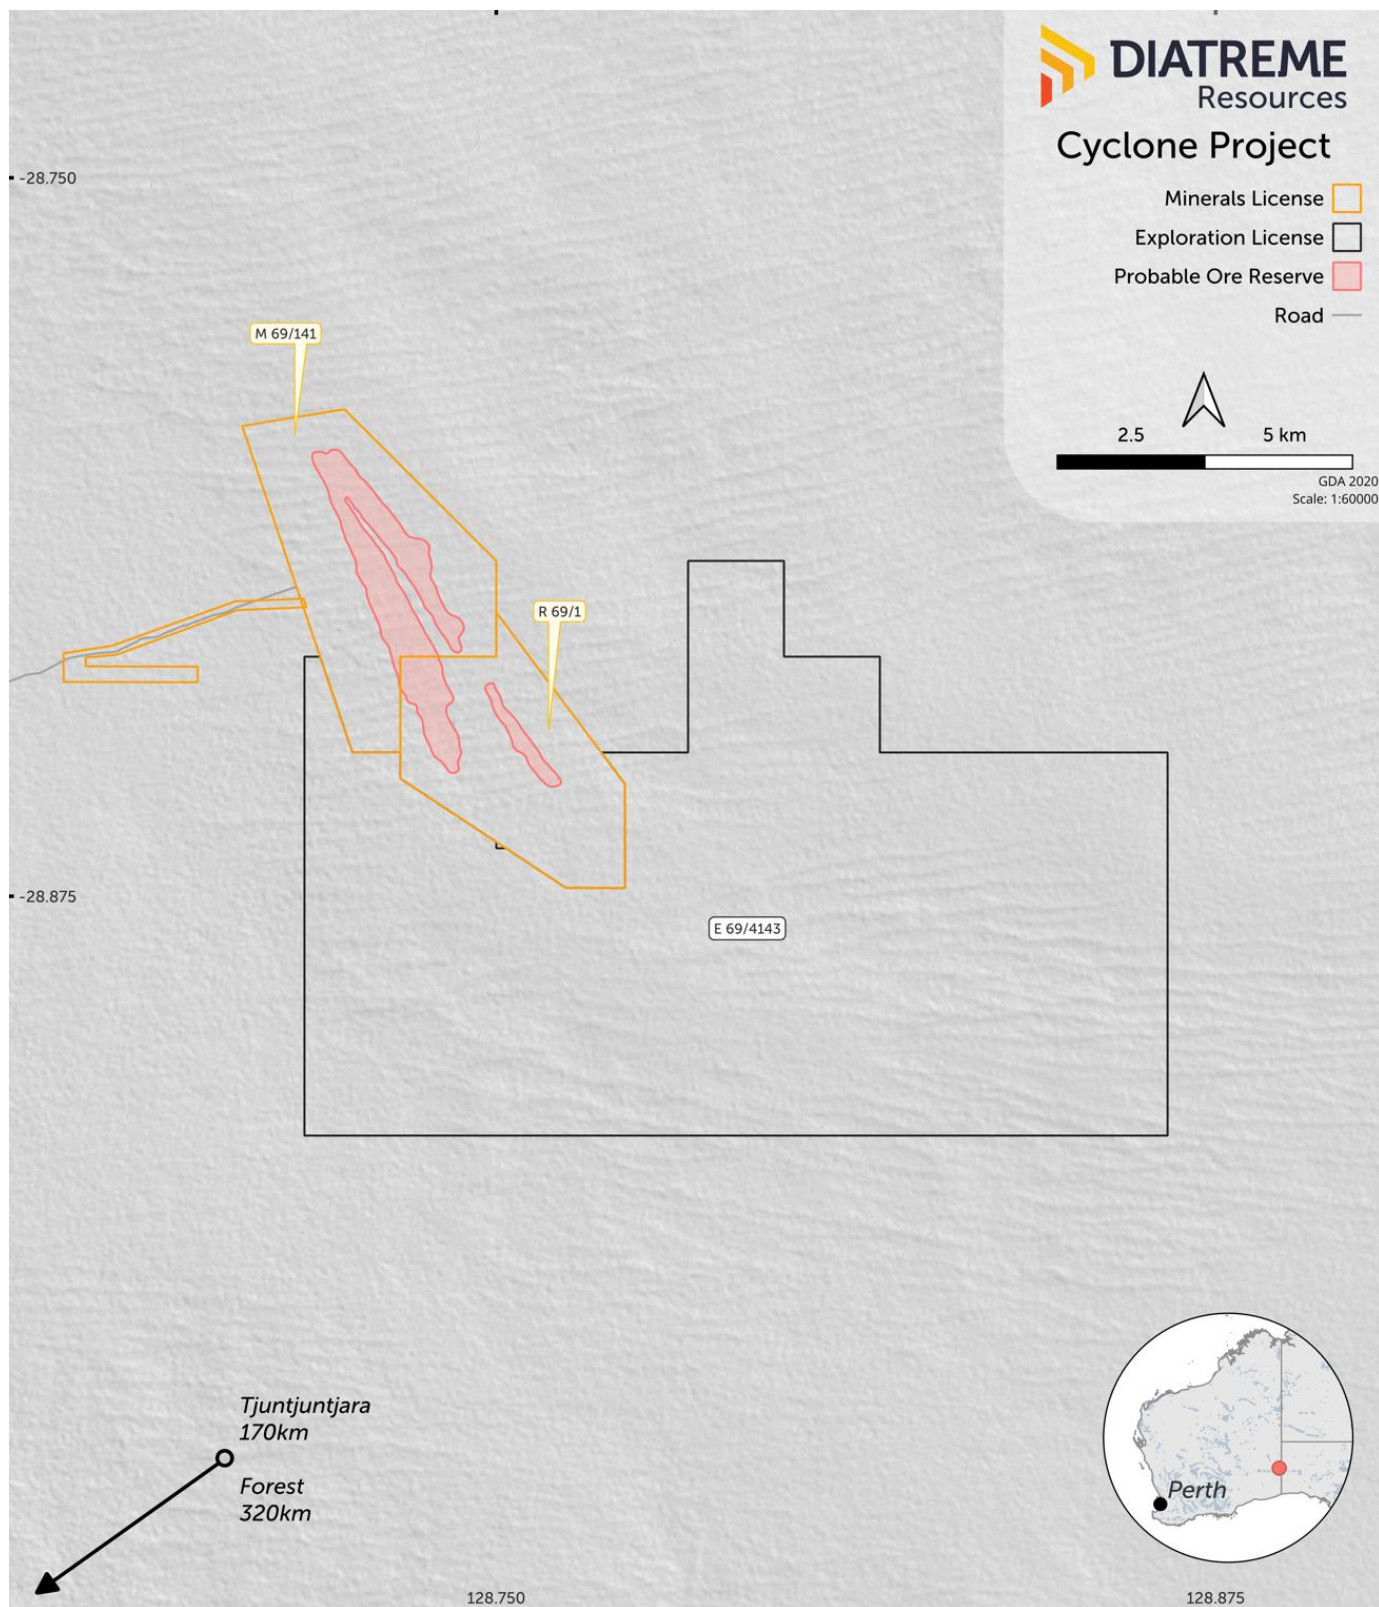 DIATREME
Resources
Cyclone Project
Minerals License
Exploration License
Probable Ore Reserve
Road
2.5 5 km
GDA 2020
Scale: 1:60000
-28.750
M 69/141
R 69/1
-28.875
E 69/4143
Tjuntjuntjara
170km
Forest
320km
Perth
128.750
128.875